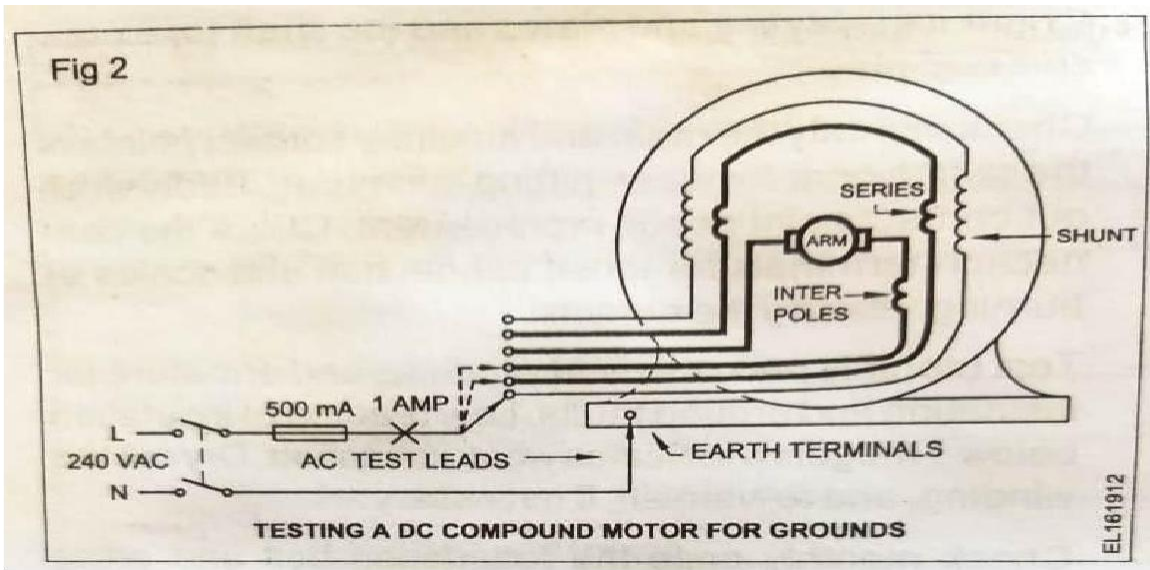 Fig 2
SERIES
SHUNT
ARM
INTER
POLES
500 mA
1 AMP
L
240 VAC
AC TEST LEADS
EARTH TERMINALS
N
TESTING A DC COMPOUND MOTOR FOR GROUNDS
EL161912